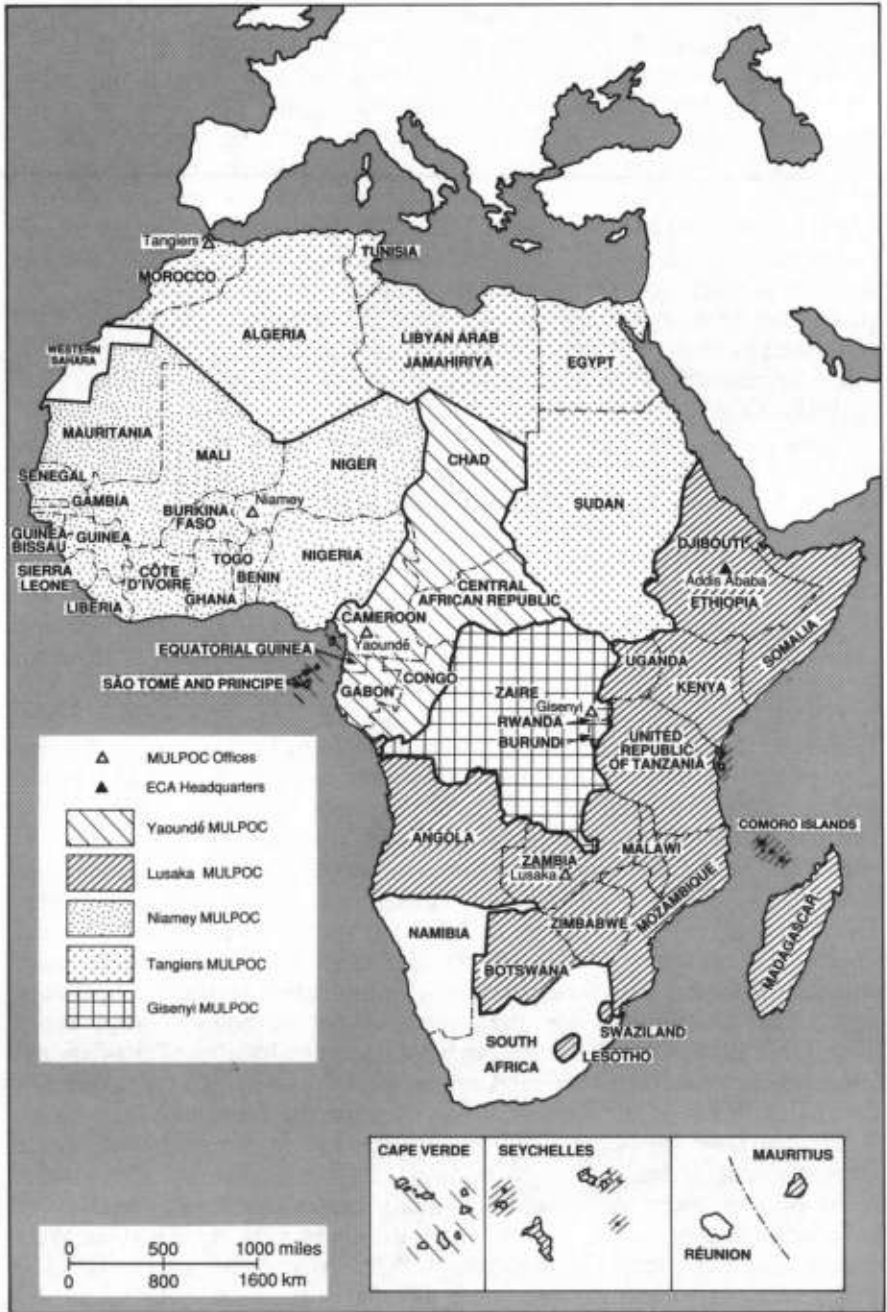 Tangiers
TUNISIA
MOROCCO
ALGERIA
LIBYAN ARAB
JAMAHIRIYA
EGYPT
WESTERN
SAHARA
MAURITANIA
MALI
NIGER
CHAD
SUDAN
SENEGAL
GAMBIA
BURKINA
FASO
Niamey
GUINEA
BISSAU
GUINEA
NIGERIA
DJIBOUTI
SIERRA
LEONE
CÔTE
D'IVOIRE
TOGO
BENIN
GHANA
LIBERIA
CENTRAL
AFRICAN REPUBLIC
Addis Ababa
ETHIOPIA
SOMALIA
CAMEROON
Yaoundé
EQUATORIAL GUINEA
SÃO TOMÉ AND PRINCIPE
GABON
CONGO
ZAIRE
UGANDA
KENYA
Gisenyi
RWANDA
BURUNDI
UNITED
REPUBLIC
OF TANZANIA
MULPOC Offices
ECA Headquarters
Yaoundé MULPOC
Lusaka MULPOC
Niamey MULPOC
Tangiers MULPOC
Gisenyi MULPOC
ANGOLA
ZAMBIA
Lusaka
MALAWI
COMORO ISLANDS
MOZAMBIQUE
MADAGASCAR
NAMIBIA
ZIMBABWE
BOTSWANA
SWAZILAND
LESOTHO
SOUTH
AFRICA
CAPE VERDE
SEYCHELLES
MAURITIUS
RÉUNION
0 500 1000 miles
0 800 1600 km